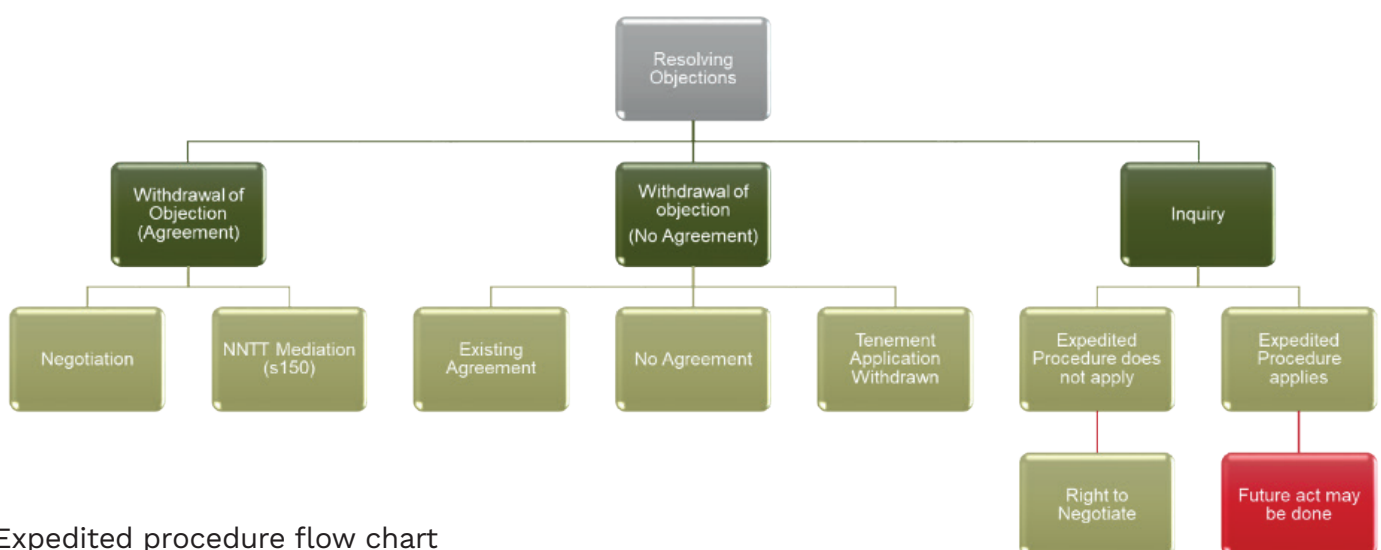 Resolving
Objections
Withdrawal of
Objection
(Agreement)
Withdrawal of
objection
(No Agreement)
Inquiry
Negotiation
NNTT Mediation
(s150)
Existing
Agreement
No Agreement
Tenement
Application
Withdrawn
Expedited
Procedure does
not apply
Expedited
Procedure
applies
Right to
Negotiate
Future act may
be done
Expedited procedure flow chart